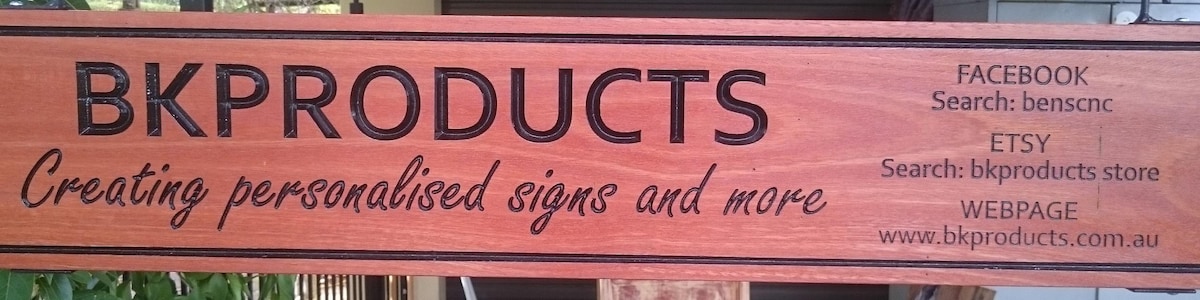 BKPRODUCTS
Creating personalised signs and more
FACEBOOK
Search: benscnc
ETSY
Search: bkproducts store
WEBPAGE
www.bkproducts.com.au